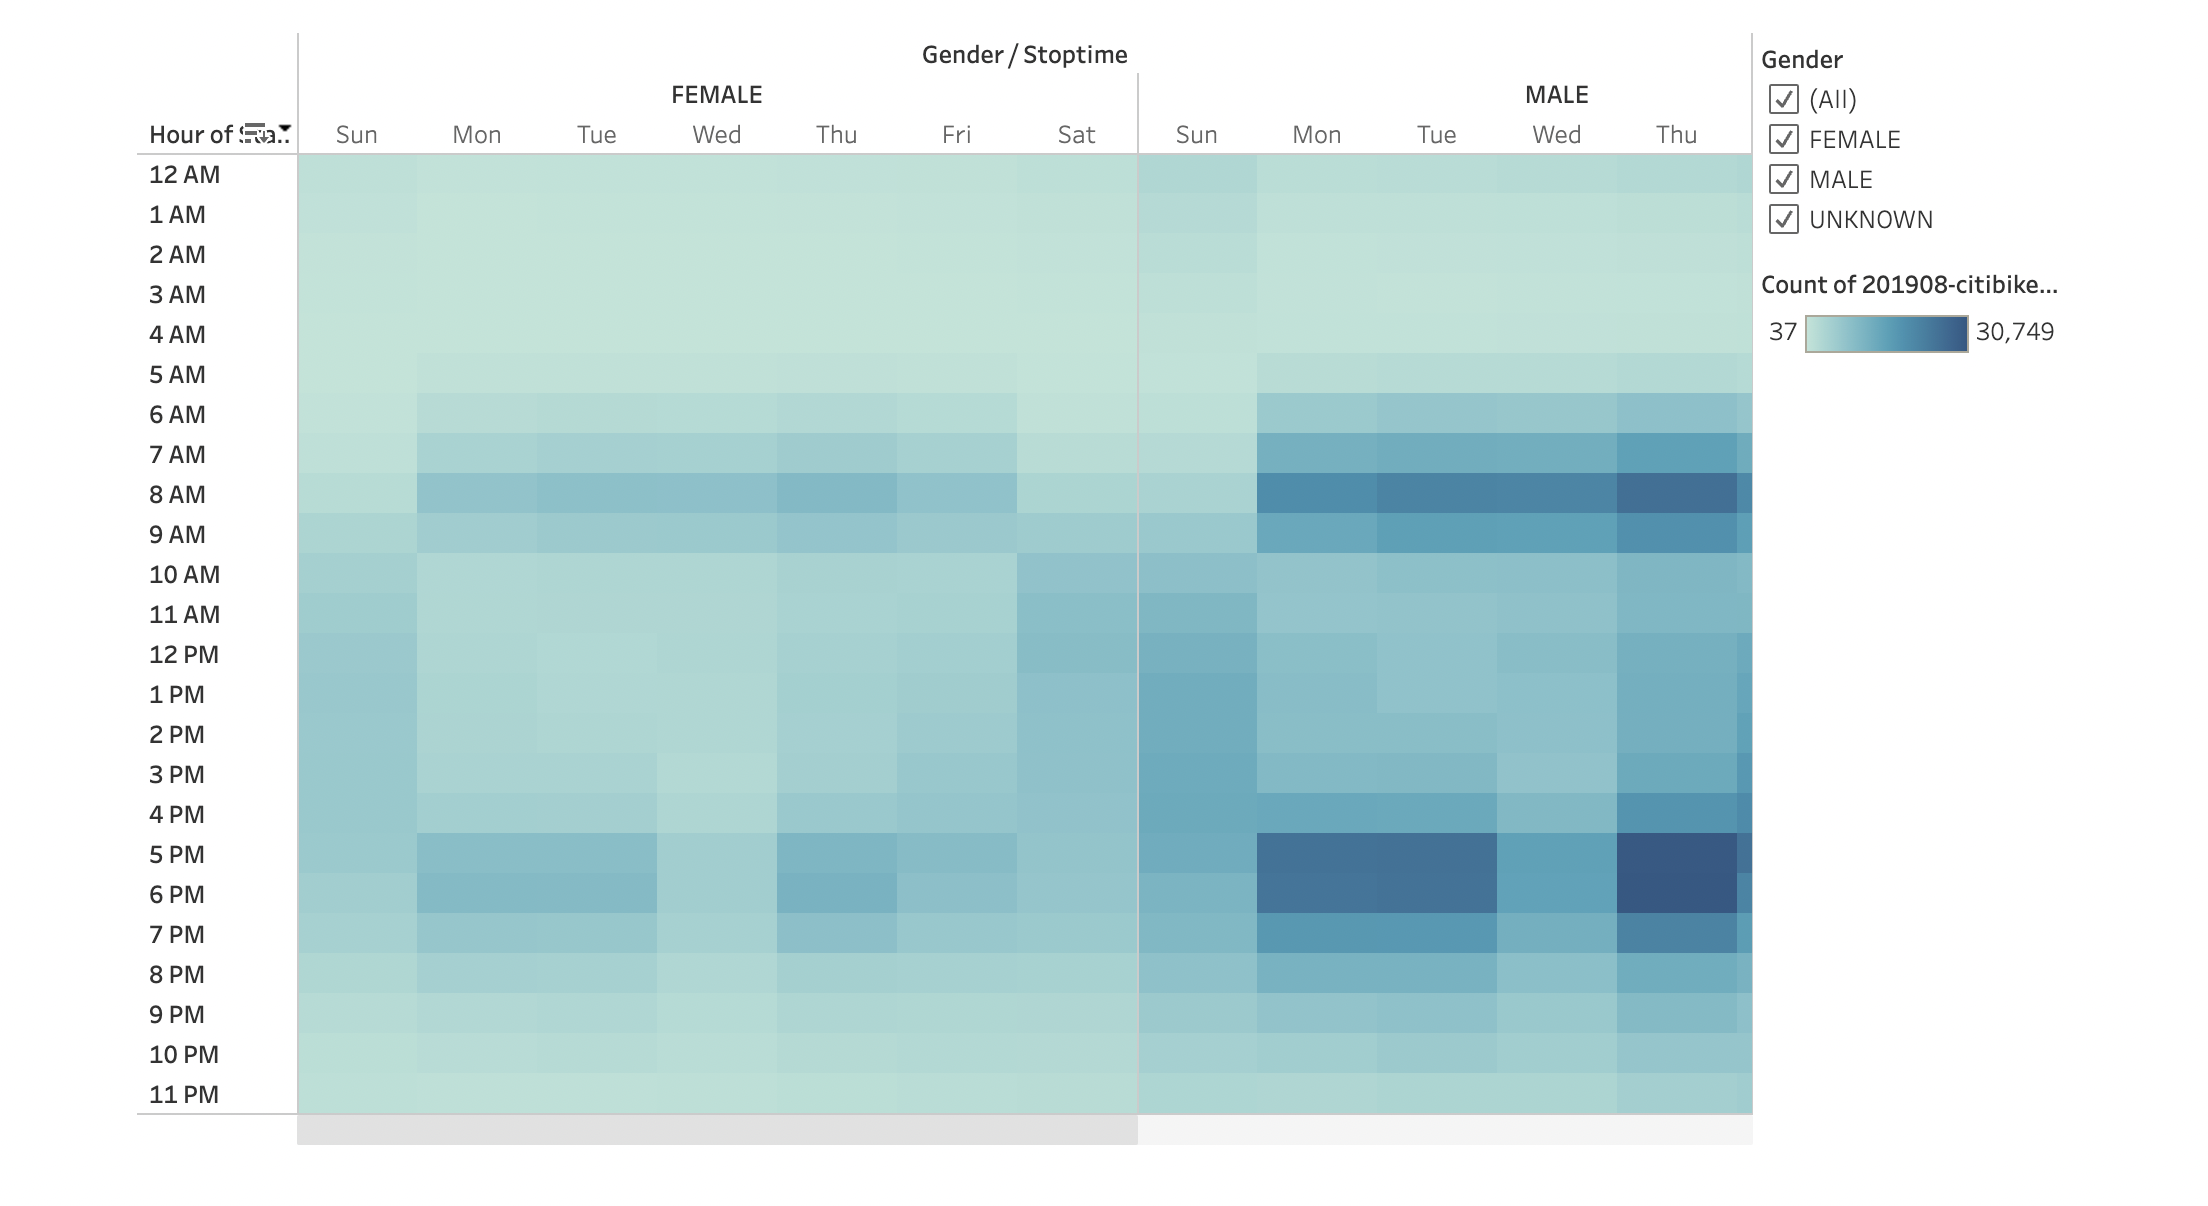 Gender / Stoptime
FEMALE MALE
Hour of Sta.. Sun Mon Tue Wed Thu Fri Sat Sun Mon Tue Wed Thu
12 AM
1 AM
2 AM
3 AM
4 AM
5 AM
6 AM
7 AM
8 AM
9 AM
10 AM
11 AM
12 PM
1 PM
2 PM
3 PM
4 PM
5 PM
6 PM
7 PM
8 PM
9 PM
10 PM
11 PM
Gender
(All)
FEMALE
MALE
UNKNOWN
Count of 201908-citibike...
37 30,749